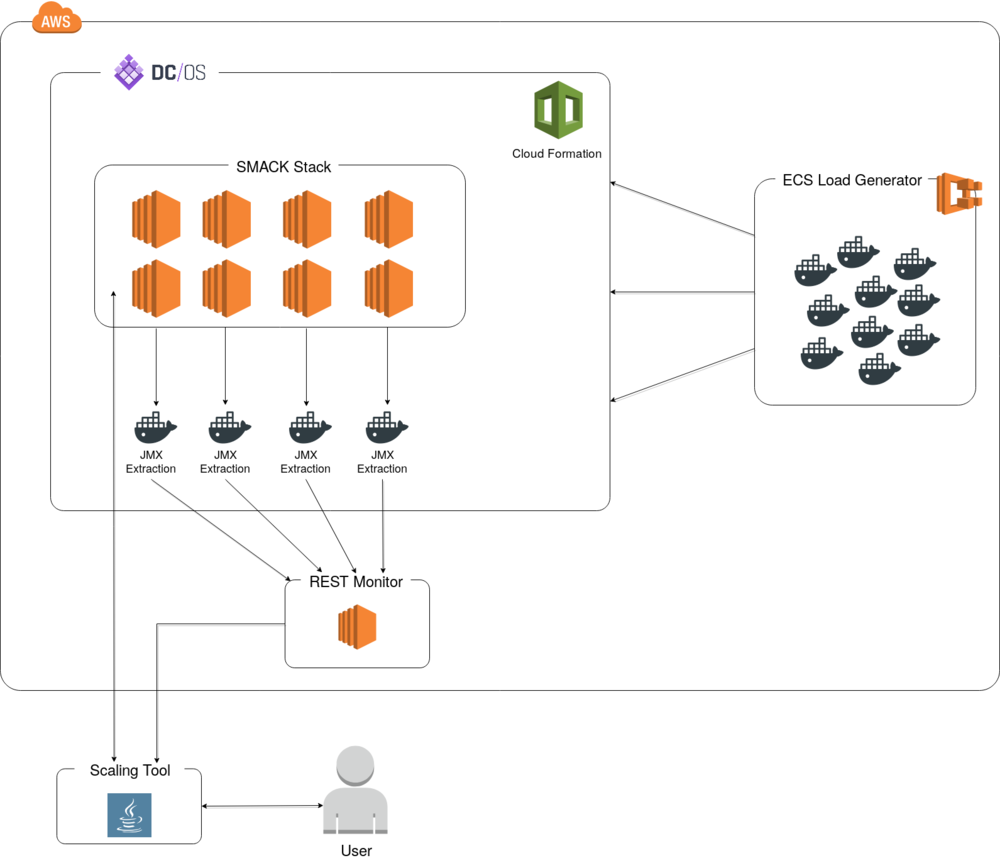 AWS
DC/OS
Cloud Formation
SMACK Stack
ECS Load Generator
JMX
Extraction
JMX
Extraction
JMX
Extraction
JMX
Extraction
REST Monitor
Scaling Tool
User